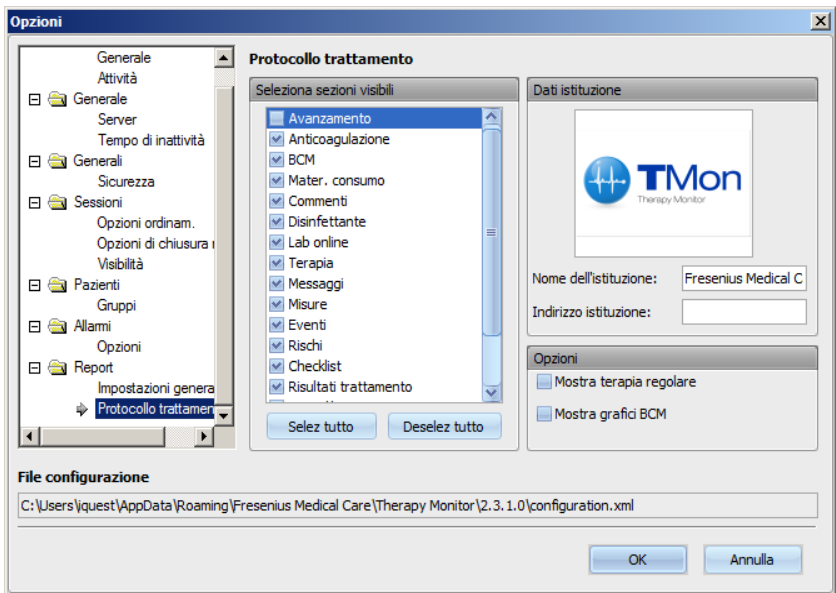 Opzioni
Generale
Attività
Generale
Server
Tempo di inattività
Generali
Sicurezza
Sessioni
Opzioni ordinam.
Opzioni di chiusura
Visibilità
Pazienti
Gruppi
Allarmi
Opzioni
Report
Impostazioni genera
Protocollo trattamen
Protocollo trattamento
Seleziona sezioni visibili
Avanzamento
Anticoagulazione
BCM
Mater. consumo
Commenti
Disinfettante
Lab online
Terapia
Messaggi
Misure
Eventi
Rischi
Checklist
Risultati trattamento
Selez tutto
Deselez tutto
Dati istituzione
TMon
Therapy Monitor
Nome dell'istituzione:
Fresenius Medical C
Indirizzo istituzione:
Opzioni
Mostra terapia regolare
Mostra grafici BCM
File configurazione
C:\Users\iquest\AppData\Roaming\Fresenius Medical Care\Therapy Monitor\2.3.1.0\configuration.xml
OK
Annulla